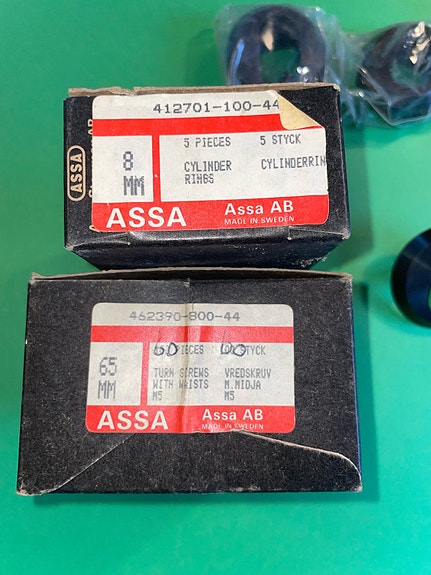 412701-100-44
5 PIECES 5 STYCK
8 MM
CYLINDER CYLINDERRIN
RINGS
ASSA
Assa AB
MADE IN SWEDEN
ASSA
462390-800-44
PIECES STYCK
60 60
65 MM
TURN SCREWS VREDSKRUV
WITH WAISTS M.MIDJA
M5 M5
ASSA
Assa AB
MADE IN SWEDEN